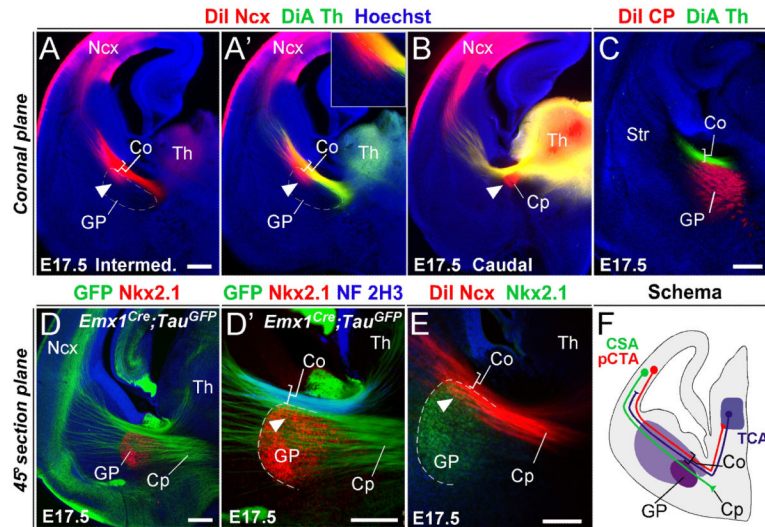 DiI Ncx DiA Th Hoechst
DiI CP DiA Th
Coronal plane
A
Ncx
Co
Th
GP
E17.5 Intermed.
A'
Co
Th
GP
B
Ncx
Th
Cp
E17.5 Caudal
C
Str
Co
GP
E17.5
GFP Nkx2.1
GFP Nkx2.1 NF 2H3
DiI Ncx Nkx2.1
Schema
45° section plane
D
Emx1Cre;TauGFP
Ncx
Th
GP
Cp
E17.5
D'
Emx1Cre;TauGFP
Th
Co
GP
Cp
E17.5
E
Th
Co
GP
Cp
E17.5
F
CSA
pCTA
TCA
Co
GP
Cp